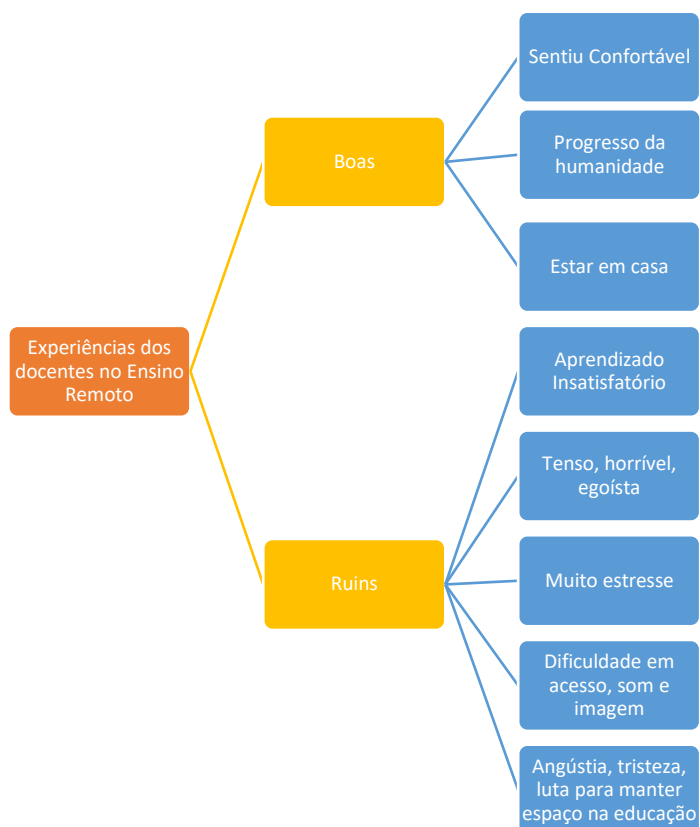 Experiências dos
docentes no Ensino
Remoto
Boas
Sentiu Confortável
Progresso da
humanidade
Estar em casa
Ruins
Aprendizado
Insatisfatório
Tenso, horrível,
egoísta
Muito estresse
Dificuldade em
acesso, som e
imagem
Angústia, tristeza,
luta para manter
espaço na educação